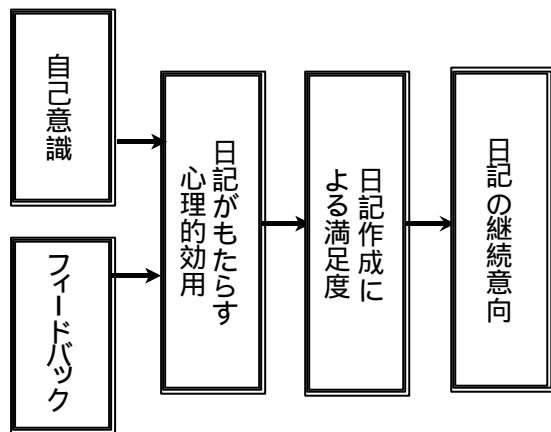 自己意識
フィードバック
日記がもたらす
心理的効用
日記作成に
よる満足度
日記の継続意向